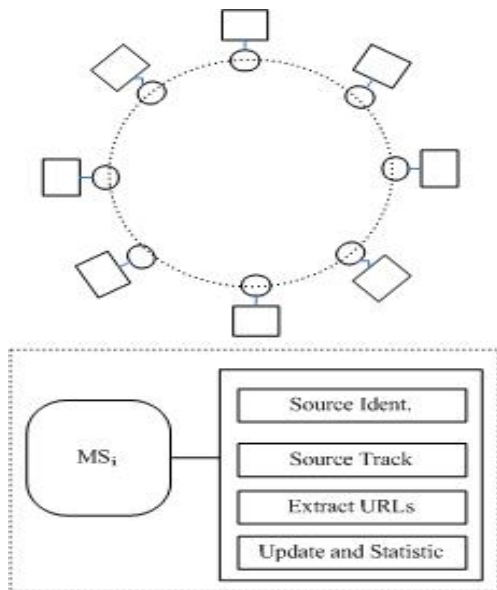 Source Ident.
MSi
Source Track
Extract URLs
Update and Statistic